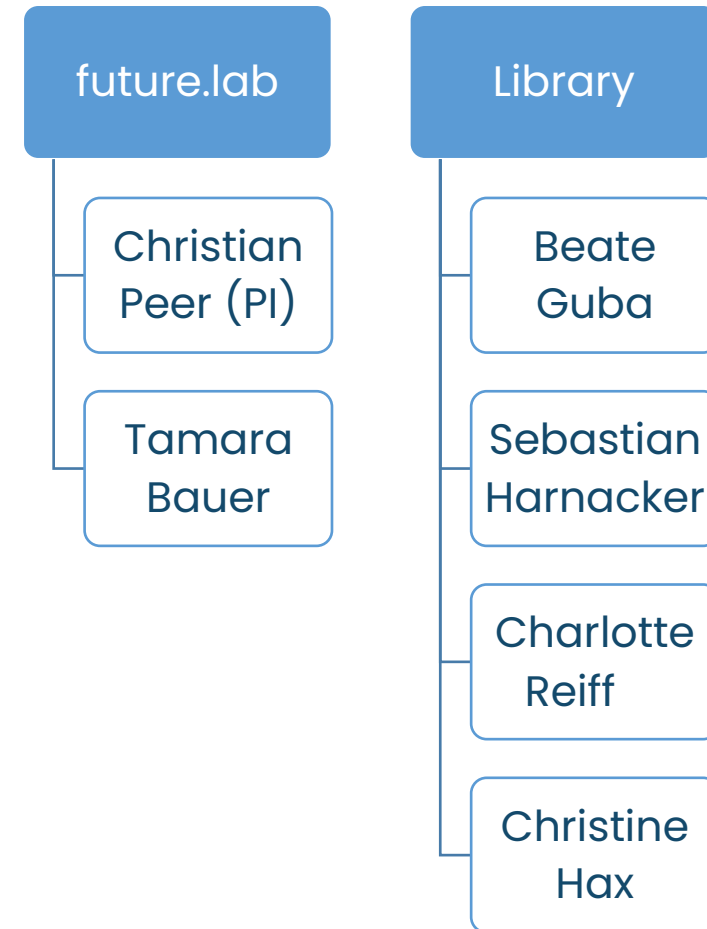 future.lab
Christian
Peer (PI)
Tamara
Bauer
Library
Beate
Guba
Sebastian
Harnacker
Charlotte
Reiff
Christine
Hax